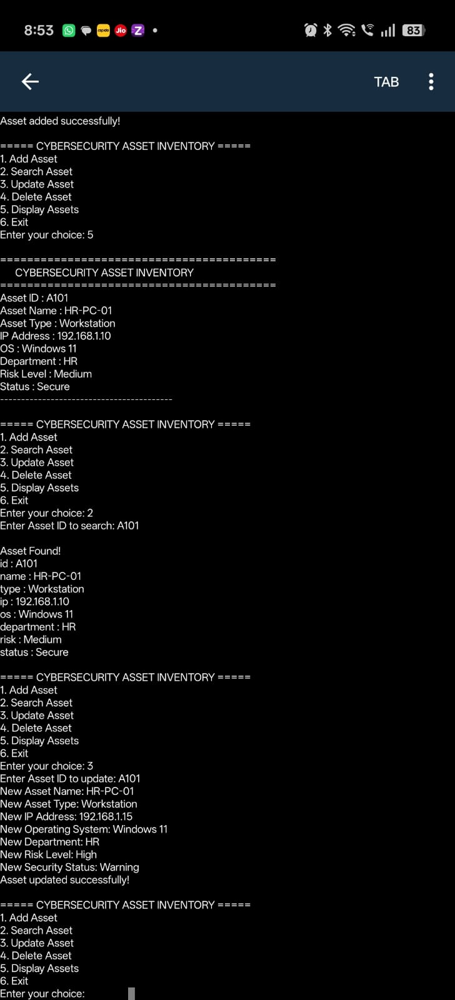 8:53 rapido Jio Z 83
TAB
Asset added successfully!
===== CYBERSECURITY ASSET INVENTORY =====
1. Add Asset
2. Search Asset
3. Update Asset
4. Delete Asset
5. Display Assets
6. Exit
Enter your choice: 5
=========================================
CYBERSECURITY ASSET INVENTORY
=========================================
Asset ID : A101
Asset Name : HR-PC-01
Asset Type : Workstation
IP Address : 192.168.1.10
OS : Windows 11
Department : HR
Risk Level : Medium
Status : Secure
-----------------------------------------
===== CYBERSECURITY ASSET INVENTORY =====
1. Add Asset
2. Search Asset
3. Update Asset
4. Delete Asset
5. Display Assets
6. Exit
Enter your choice: 2
Enter Asset ID to search: A101
Asset Found!
id : A101
name : HR-PC-01
type : Workstation
ip : 192.168.1.10
os : Windows 11
department : HR
risk : Medium
status : Secure
===== CYBERSECURITY ASSET INVENTORY =====
1. Add Asset
2. Search Asset
3. Update Asset
4. Delete Asset
5. Display Assets
6. Exit
Enter your choice: 3
Enter Asset ID to update: A101
New Asset Name: HR-PC-01
New Asset Type: Workstation
New IP Address: 192.168.1.15
New Operating System: Windows 11
New Department: HR
New Risk Level: High
New Security Status: Warning
Asset updated successfully!
===== CYBERSECURITY ASSET INVENTORY =====
1. Add Asset
2. Search Asset
3. Update Asset
4. Delete Asset
5. Display Assets
6. Exit
Enter your choice: